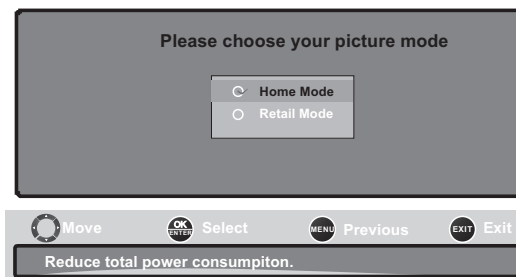 Please choose your picture mode
Home Mode
Retail Mode
Move OK ENTER Select MENU Previous EXIT Exit
Reduce total power consumpiton.